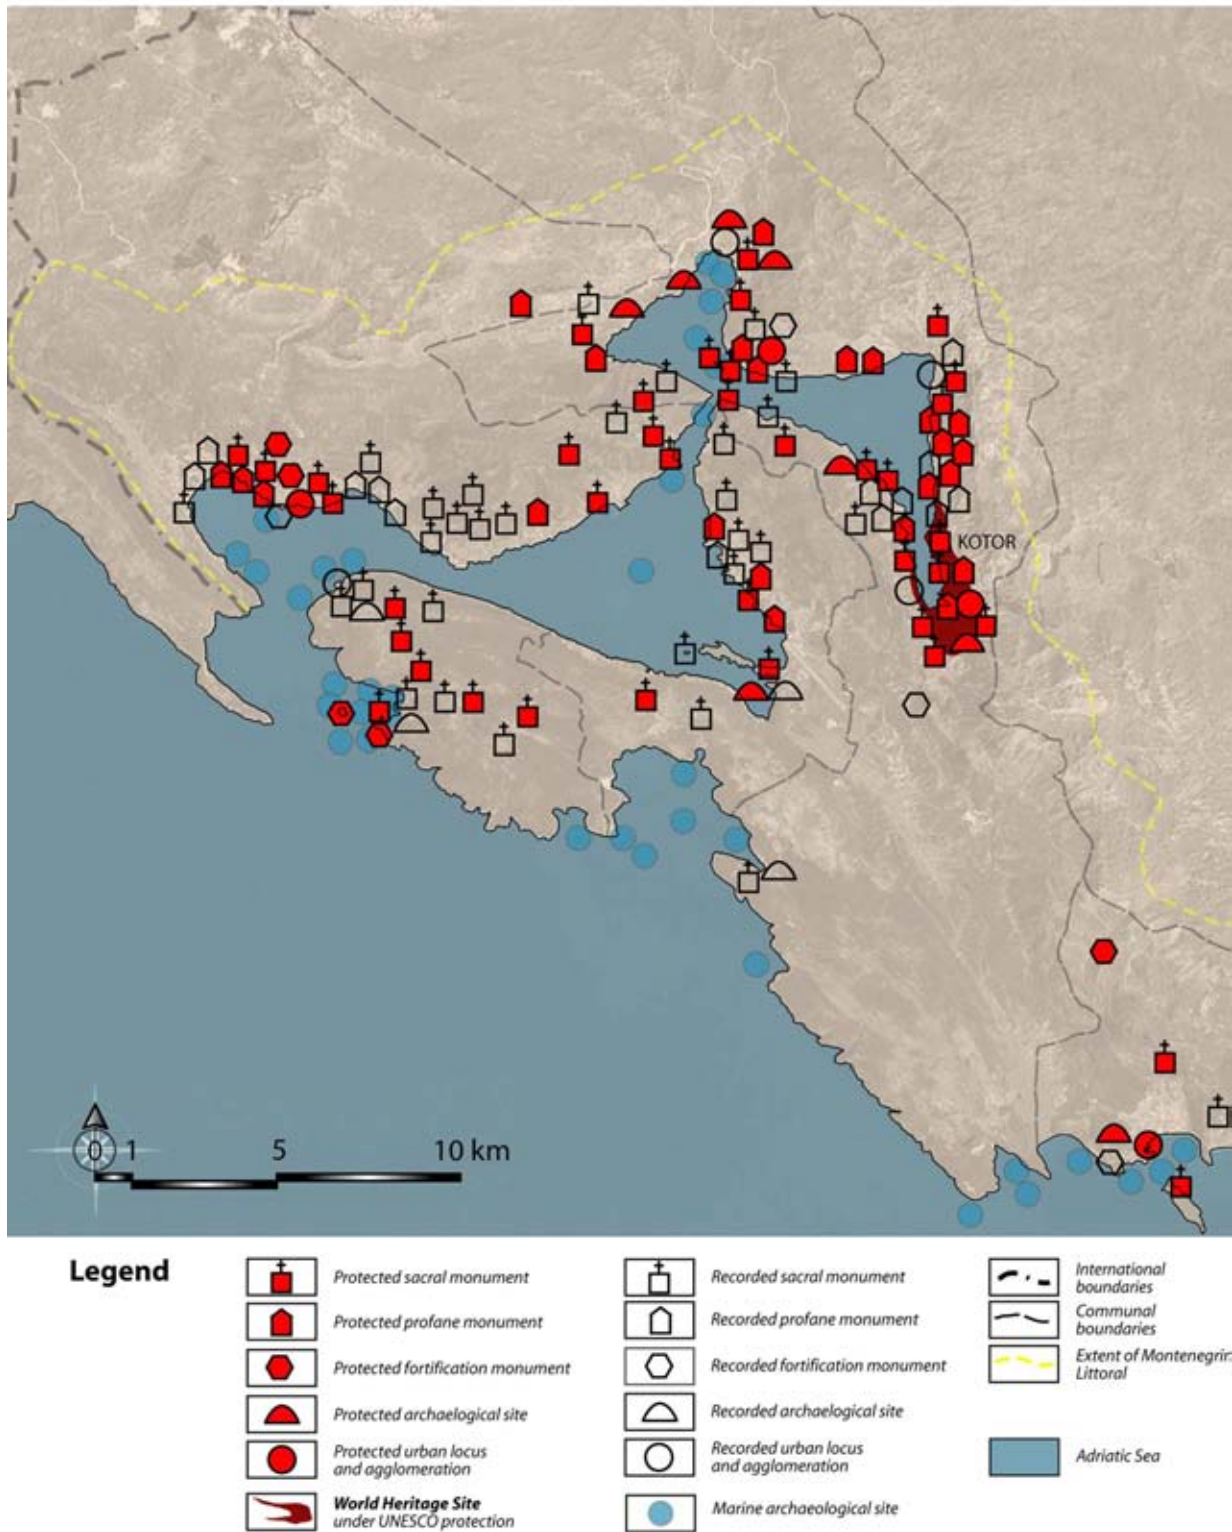 KOTOR
0 1 5 10 km
Legend
Protected sacral monument
Protected profane monument
Protected fortification monument
Protected archaelogical site
Protected urban locus
and agglomeration
World Heritage Site
under UNESCO protection
Recorded sacral monument
Recorded profane monument
Recorded fortification monument
Recorded archaelogical site
Recorded urban locus
and agglomeration
Marine archaeological site
International
boundaries
Communal
boundaries
Extent of Montenegrin
Littoral
Adriatic Sea